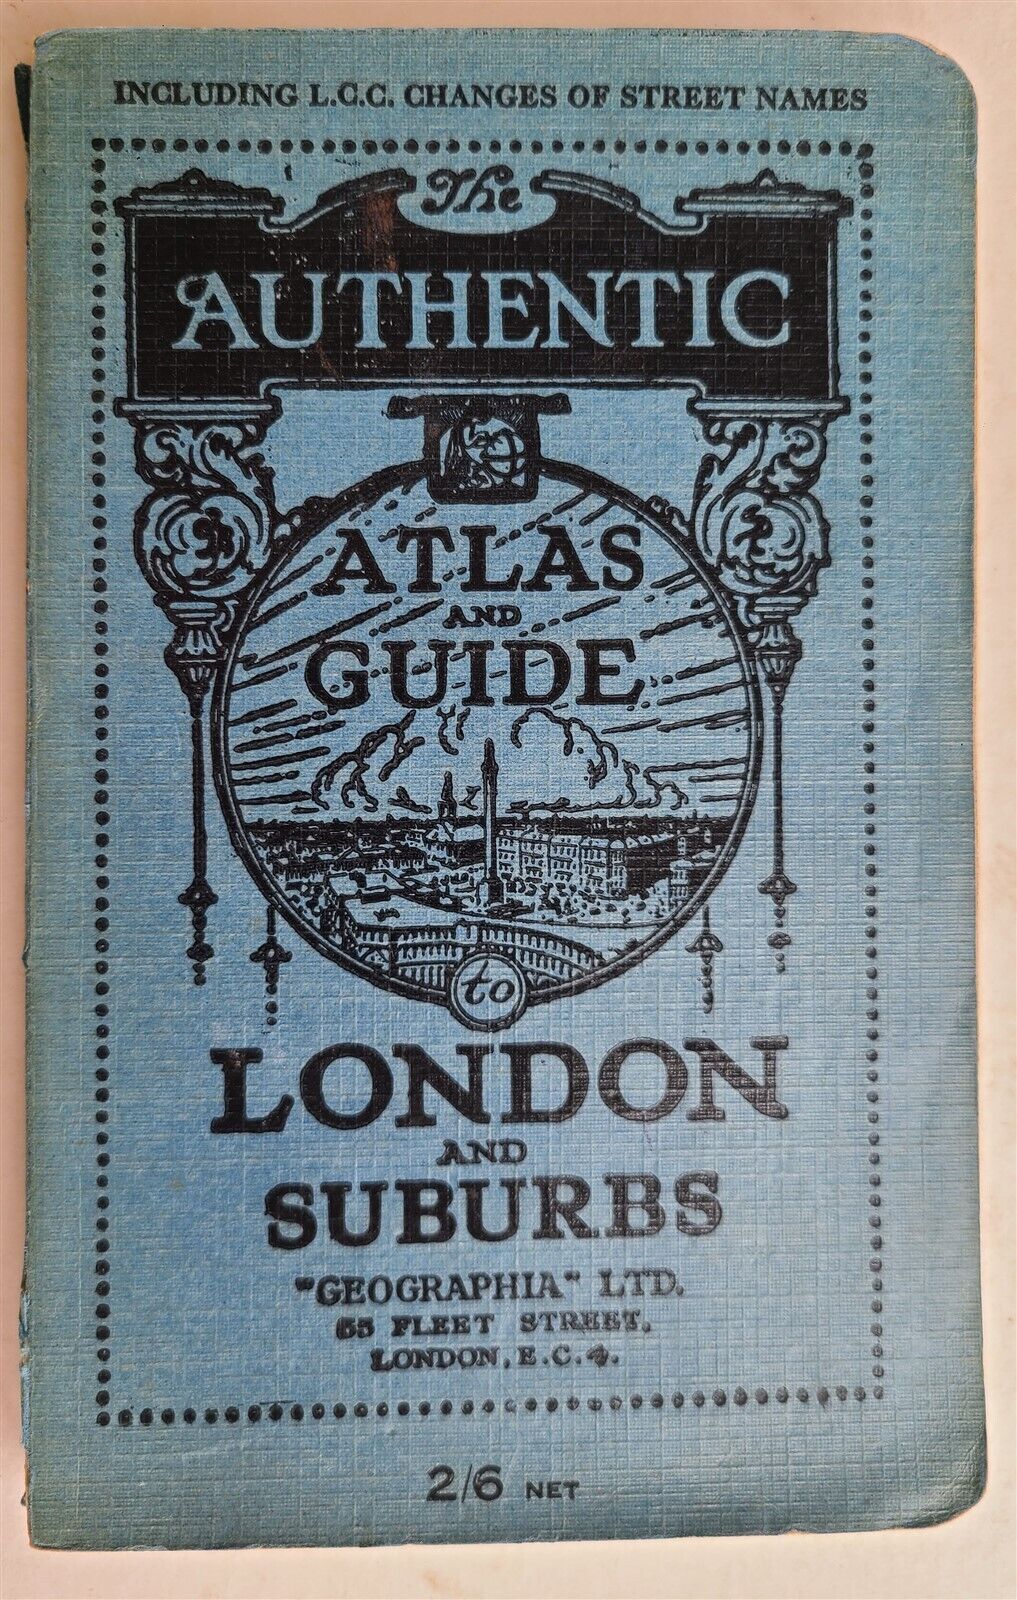 INCLUDING L.C.C. CHANGES OF STREET NAMES
The
AUTHENTIC
ATLAS
AND
GUIDE
to
LONDON
AND
SUBURBS
"GEOGRAPHIA" LTD.
55 FLEET STREET,
LONDON, E.C.4.
2/6 NET